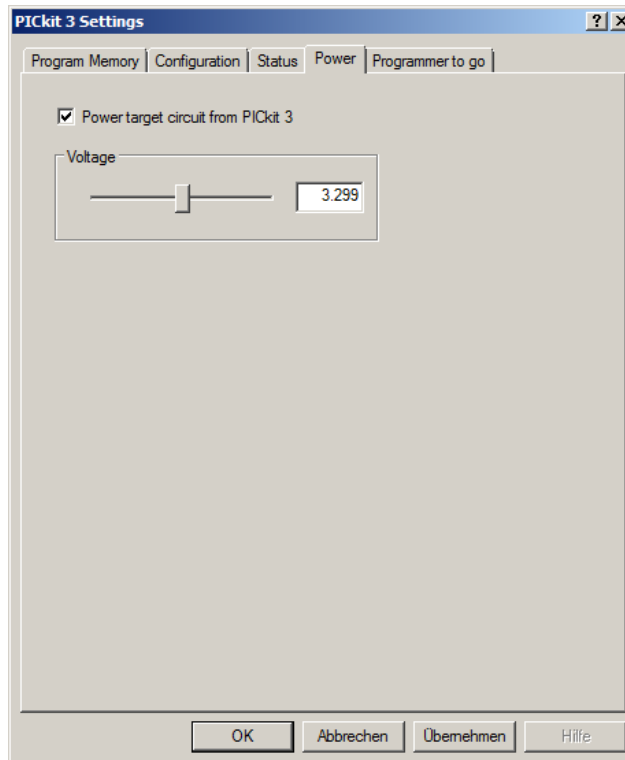 PICkit 3 Settings
Program Memory Configuration Status Power Programmer to go
Power target circuit from PICkit 3
Voltage
3.299
OK Abbrechen Übernehmen Hilfe